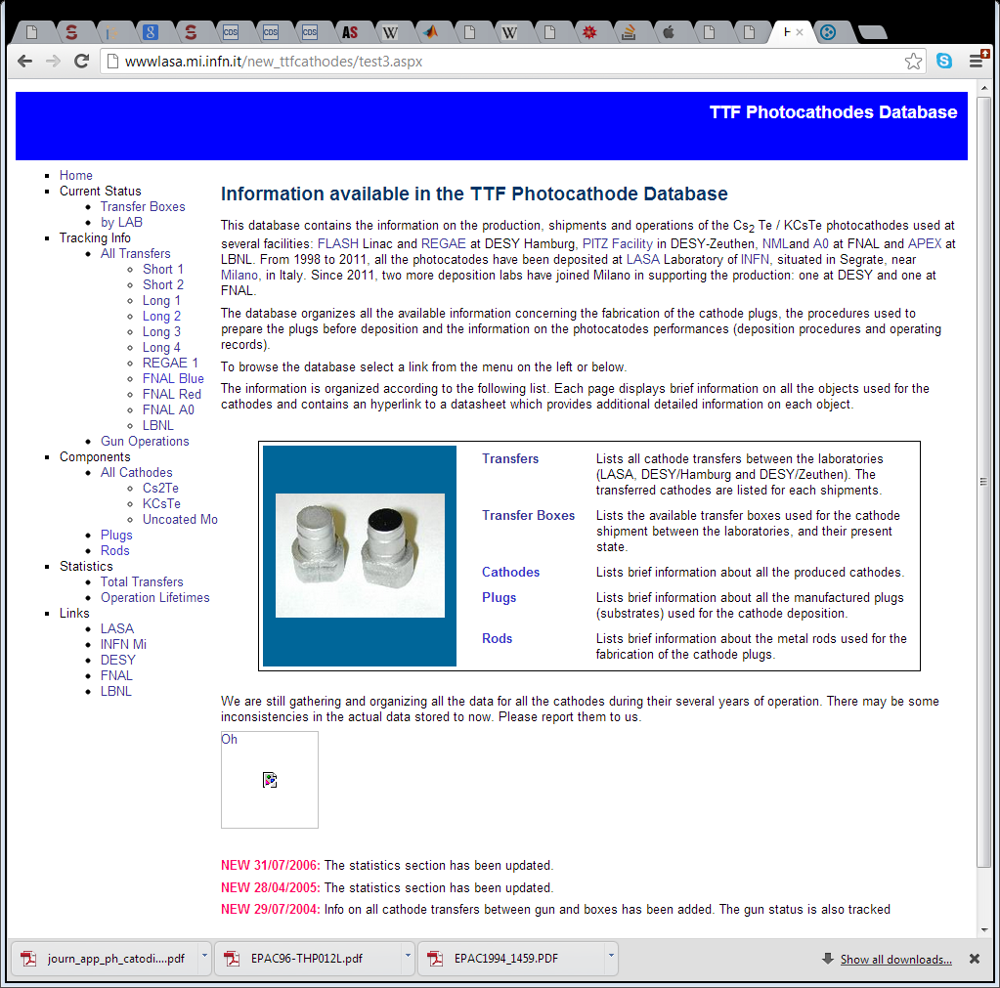 CDS
CDS
CDS
AS
W
W
H
wwwlasa.mi.infn.it/new_ttfcathodes/test3.aspx
TTF Photocathodes Database
Home
Current Status
Transfer Boxes
by LAB
Tracking Info
All Transfers
Short 1
Short 2
Long 1
Long 2
Long 3
Long 4
REGAE 1
FNAL Blue
FNAL Red
FNAL A0
LBNL
Gun Operations
Components
All Cathodes
Cs2Te
KCsTe
Uncoated Mo
Plugs
Rods
Statistics
Total Transfers
Operation Lifetimes
Links
LASA
INFN Mi
DESY
FNAL
LBNL
Information available in the TTF Photocathode Database
This database contains the information on the production, shipments and operations of the Cs2 Te / KCsTe photocathodes used at
several facilities: FLASH Linac and REGAE at DESY Hamburg, PITZ Facility in DESY-Zeuthen, NMLand A0 at FNAL and APEX at
LBNL. From 1998 to 2011, all the photocatodes have been deposited at LASA Laboratory of INFN, situated in Segrate, near
Milano, in Italy. Since 2011, two more deposition labs have joined Milano in supporting the production: one at DESY and one at
FNAL.
The database organizes all the available information concerning the fabrication of the cathode plugs, the procedures used to
prepare the plugs before deposition and the information on the photocatodes performances (deposition procedures and operating
records).
To browse the database select a link from the menu on the left or below.
The information is organized according to the following list. Each page displays brief information on all the objects used for the
cathodes and contains an hyperlink to a datasheet which provides additional detailed information on each object.
Transfers
Lists all cathode transfers between the laboratories
(LASA, DESY/Hamburg and DESY/Zeuthen). The
transferred cathodes are listed for each shipments.
Transfer Boxes
Lists the available transfer boxes used for the cathode
shipment between the laboratories, and their present
state.
Cathodes
Lists brief information about all the produced cathodes.
Plugs
Lists brief information about all the manufactured plugs
(substrates) used for the cathode deposition.
Rods
Lists brief information about the metal rods used for the
fabrication of the cathode plugs.
We are still gathering and organizing all the data for all the cathodes during their several years of operation. There may be some
inconsistencies in the actual data stored to now. Please report them to us.
Oh
NEW 31/07/2006: The statistics section has been updated.
NEW 28/04/2005: The statistics section has been updated.
NEW 29/07/2004: Info on all cathode transfers between gun and boxes has been added. The gun status is also tracked
journ_app_ph_catodi....pdf
EPAC96-THP012L.pdf
EPAC1994_1459.PDF
Show all downloads...